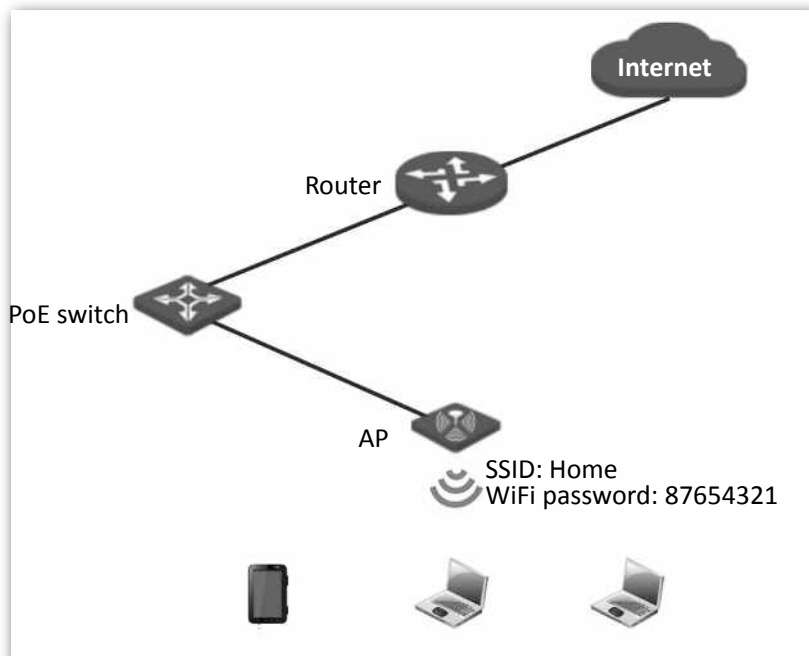 Internet
Router
PoE switch
AP
SSID: Home
WiFi password: 87654321